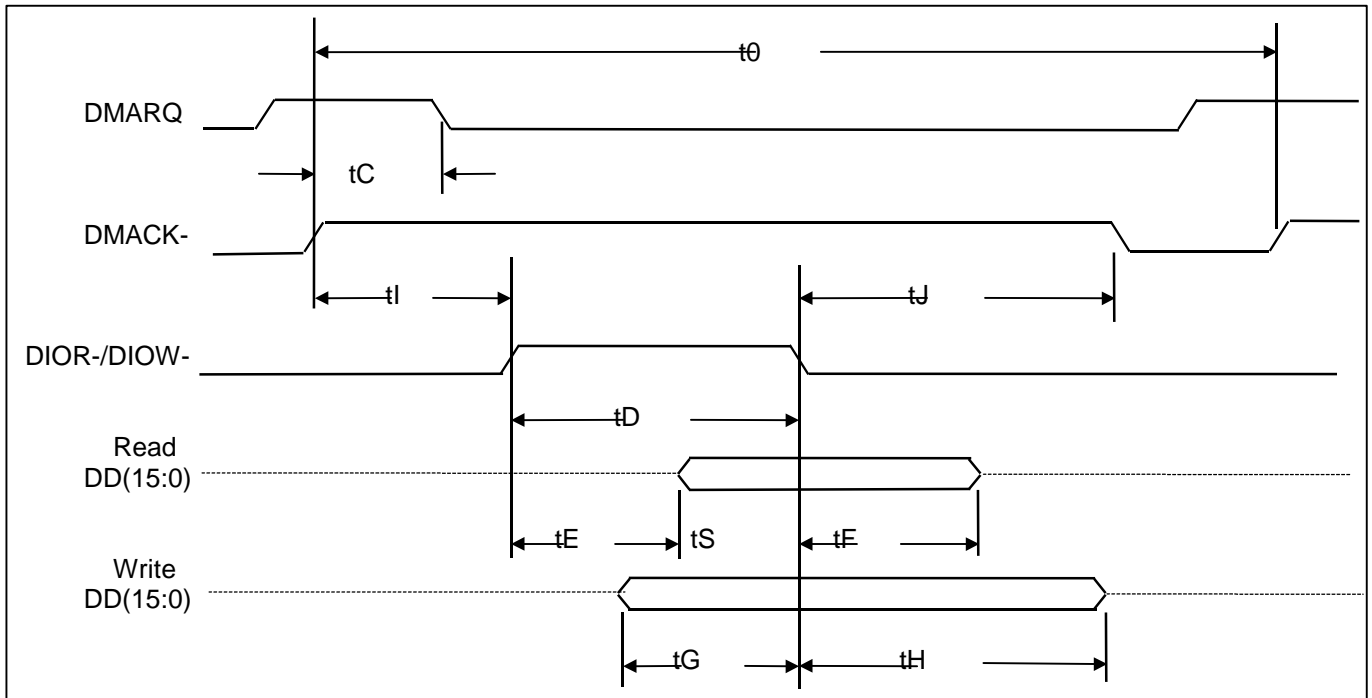 t0
DMARQ
tC
DMACK-
tI
tJ
DIOR-/DIOW-
tD
Read
DD(15:0)
tE
tS
tF
Write
DD(15:0)
tG
tH